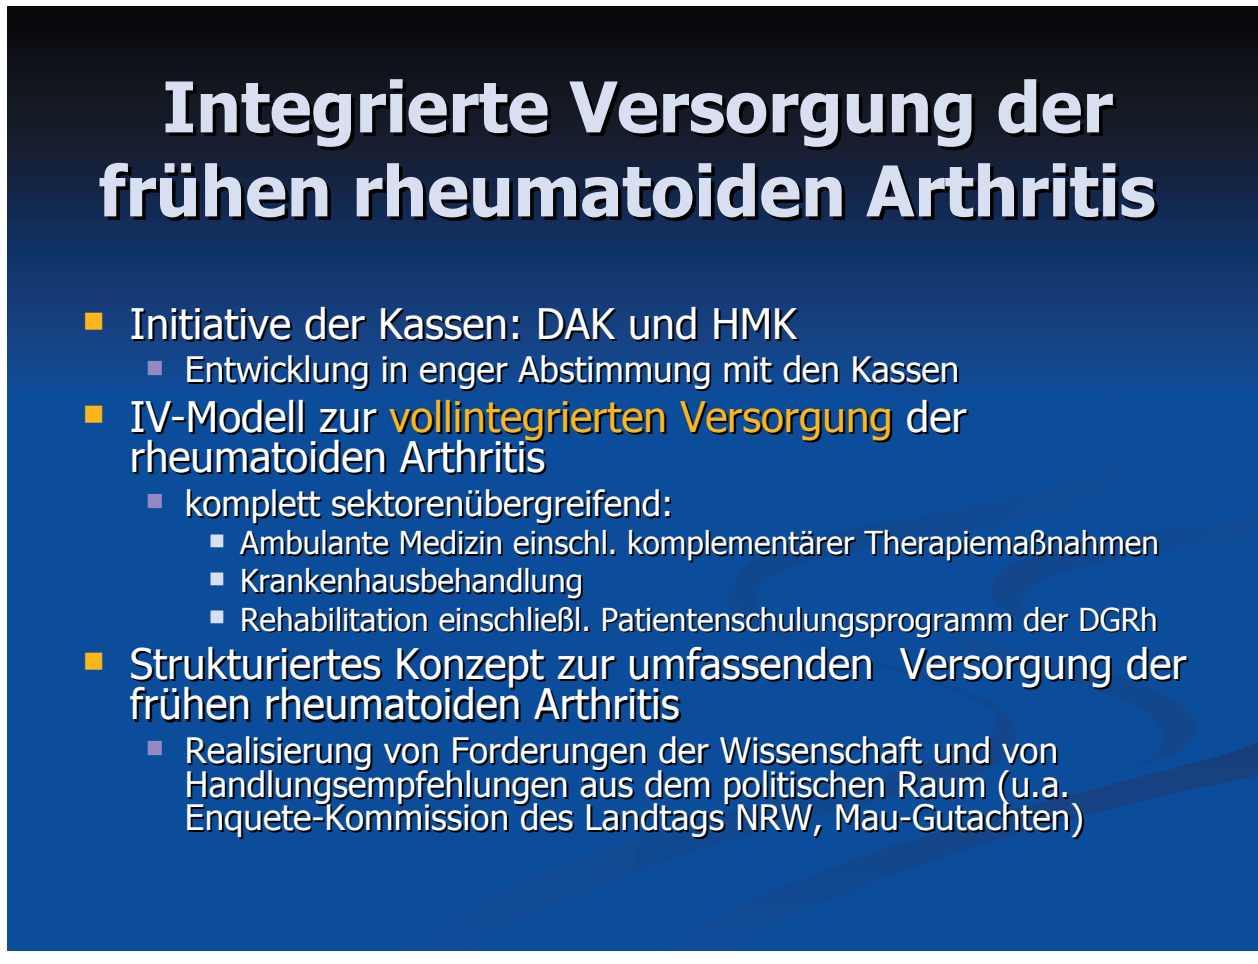 Integrierte Versorgung der
frühen rheumatoiden Arthritis
Initiative der Kassen: DAK und HMK
Entwicklung in enger Abstimmung mit den Kassen
IV-Modell zur vollintegrierten Versorgung der
rheumatoiden Arthritis
komplett sektorenübergreifend:
Ambulante Medizin einschl. komplementärer Therapiemaßnahmen
Krankenhausbehandlung
Rehabilitation einschließl. Patientenschulungsprogramm der DGRh
Strukturiertes Konzept zur umfassenden  Versorgung der
frühen rheumatoiden Arthritis
Realisierung von Forderungen der Wissenschaft und von
Handlungsempfehlungen aus dem politischen Raum (u.a.
Enquete-Kommission des Landtags NRW, Mau-Gutachten)